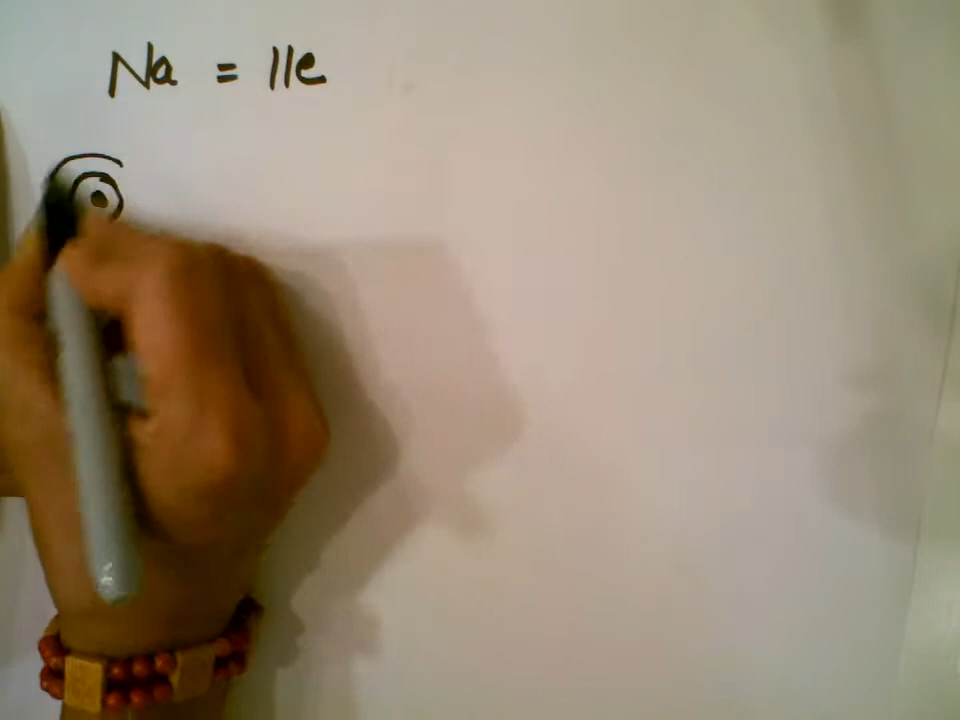 Na = 11e